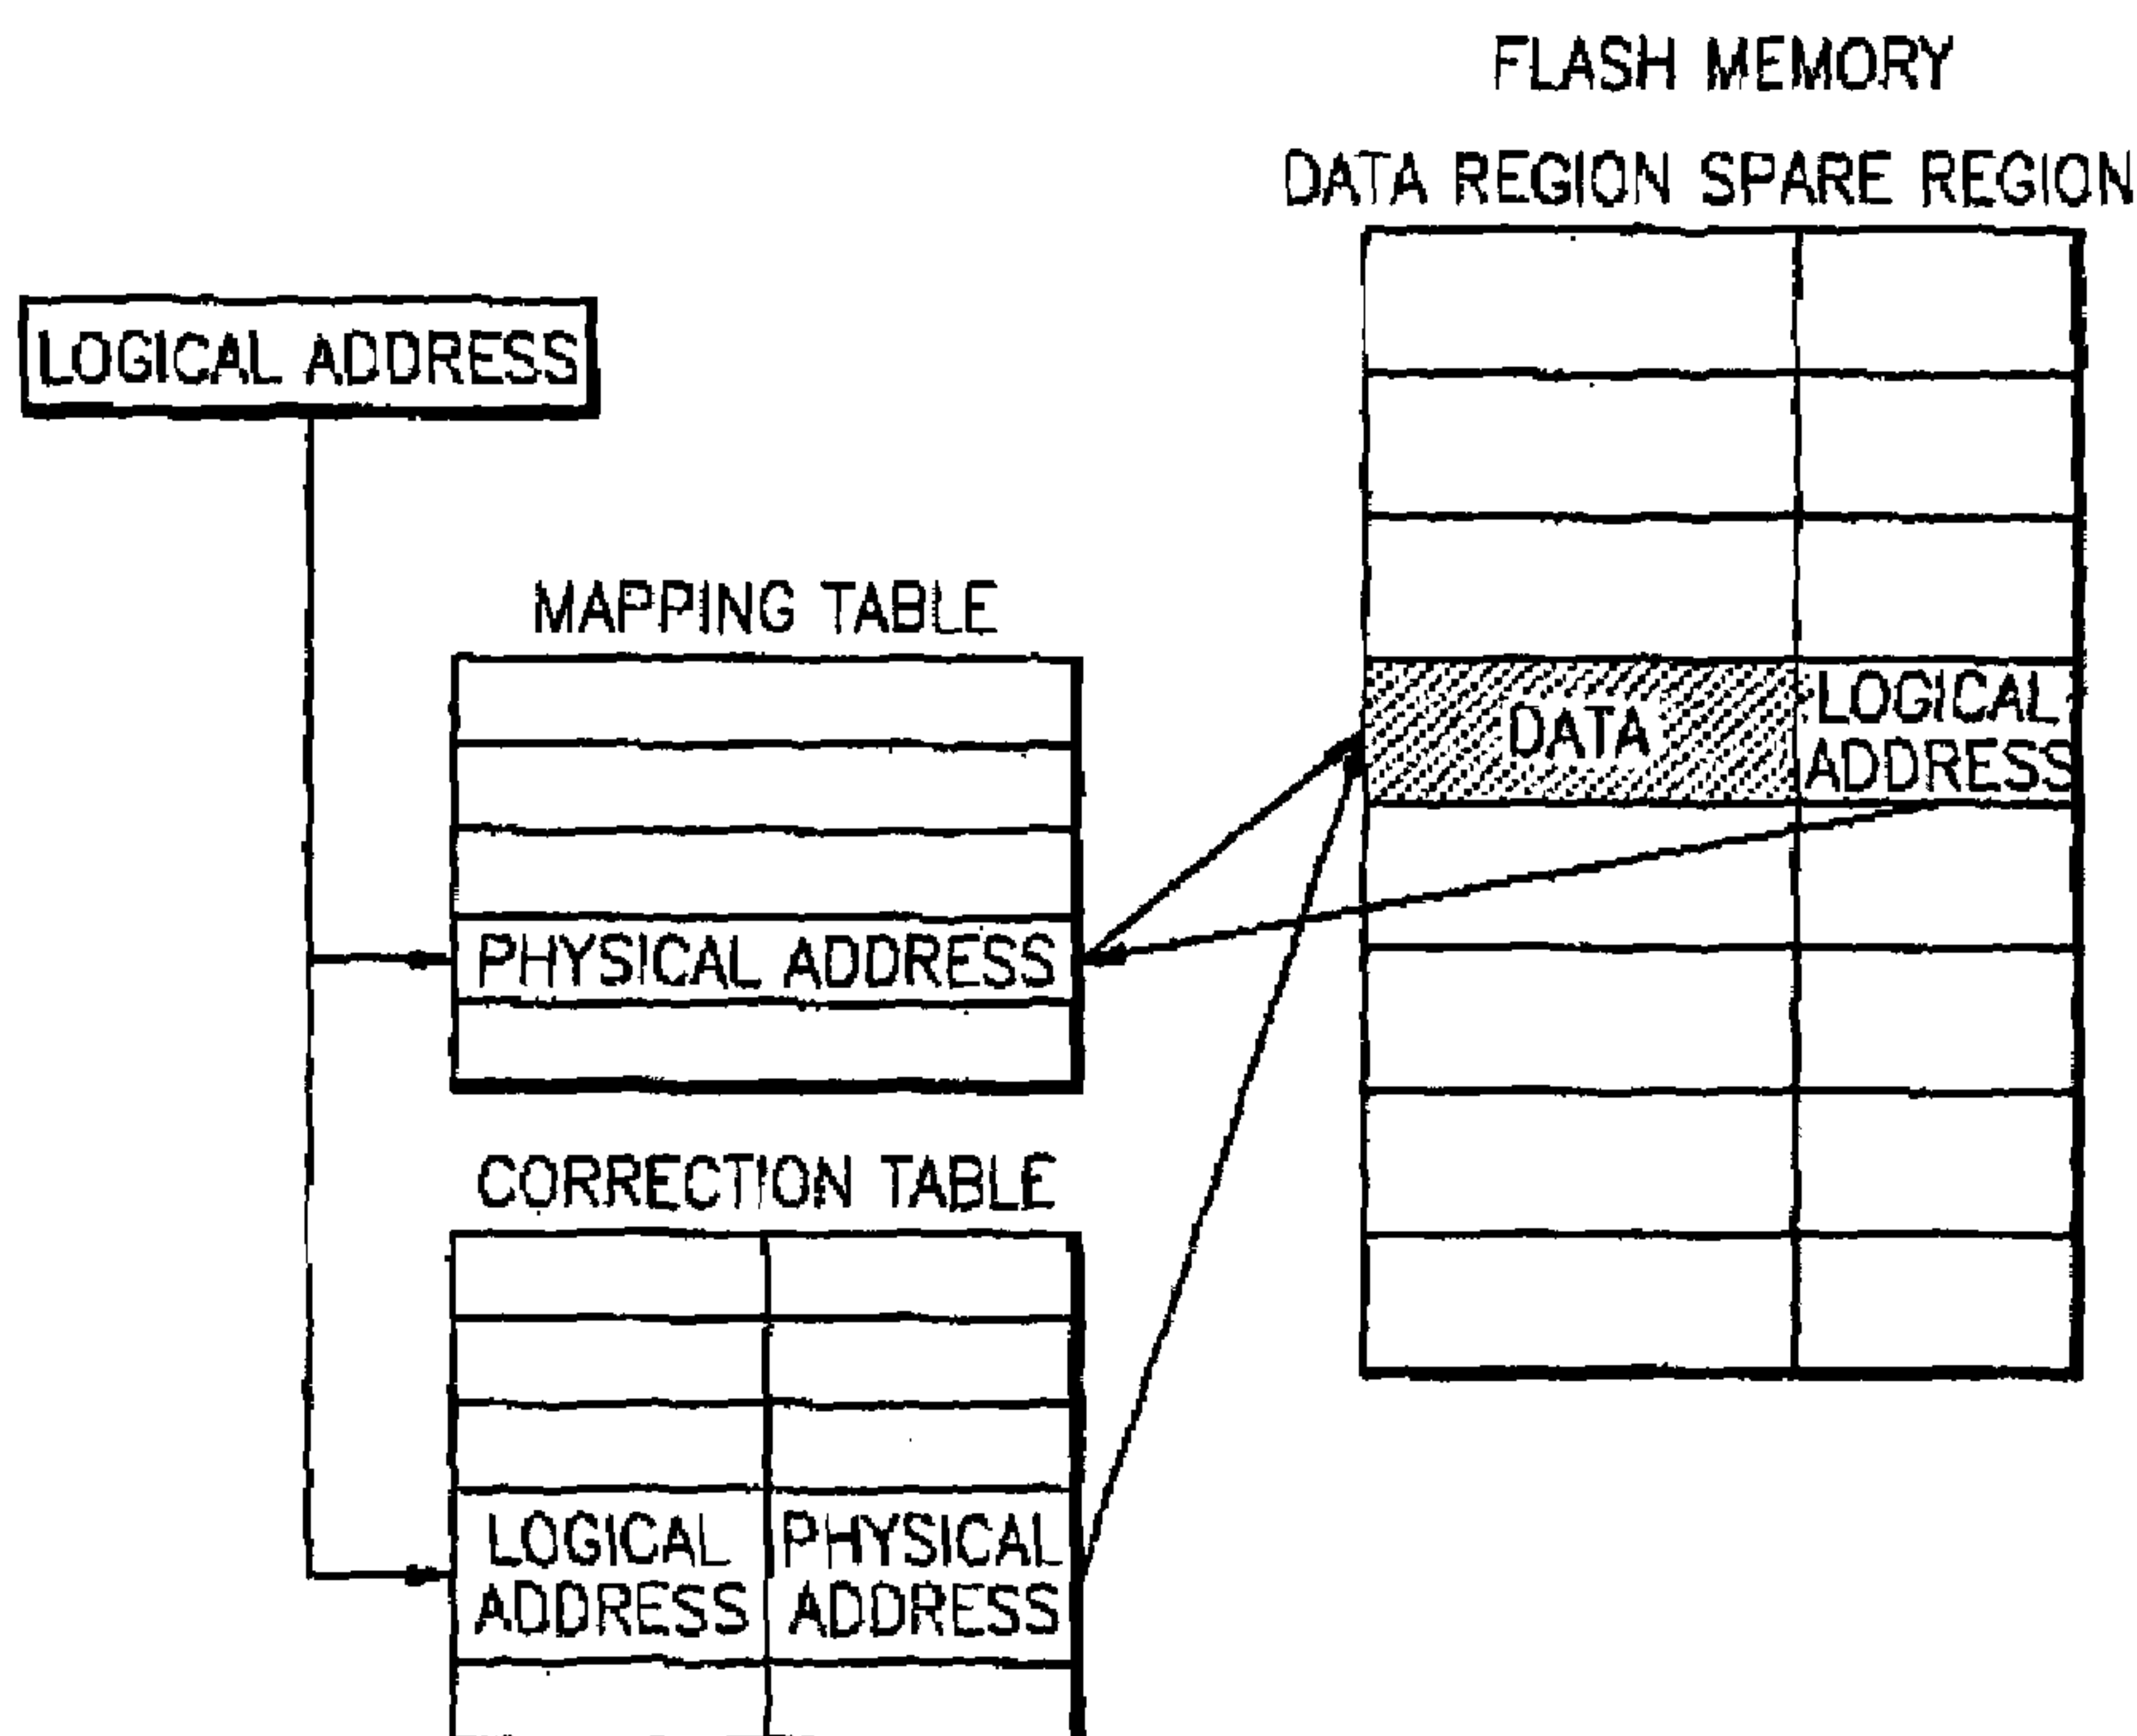 FLASH MEMORY
DATA REGION SPARE REGION
LOGICAL ADDRESS
MAPPING TABLE
DATA
LOGICAL
ADDRESS
PHYSICAL ADDRESS
CORRECTION TABLE
LOGICAL
ADDRESS
PHYSICAL
ADDRESS